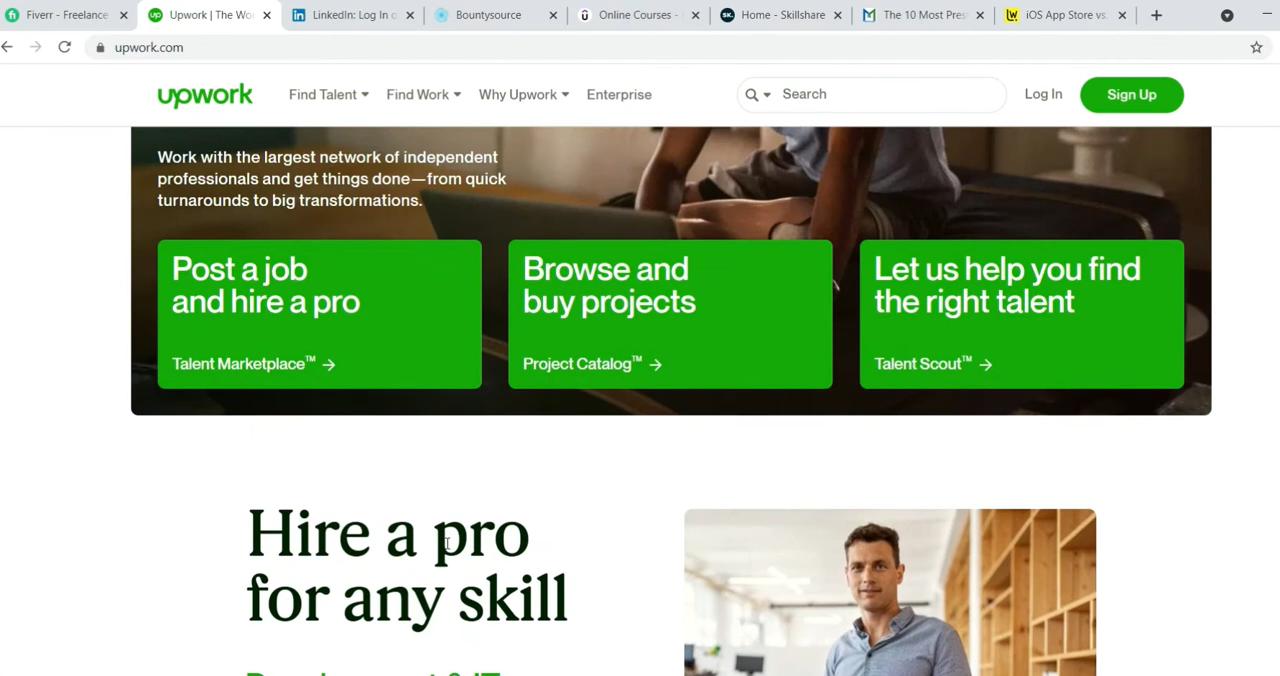 Fiverr - Freelance
Upwork | The Wo
LinkedIn: Log In o
Bountysource
Online Courses -
Home - Skillshare
The 10 Most Pres
iOS App Store vs.
upwork.com
upwork
Find Talent
Find Work
Why Upwork
Enterprise
Search
Log In
Sign Up
Work with the largest network of independent
professionals and get things done—from quick
turnarounds to big transformations.
Post a job
and hire a pro
Talent Marketplace™ →
Browse and
buy projects
Project Catalog™ →
Let us help you find
the right talent
Talent Scout™ →
Hire a pro
for any skill
Development & IT